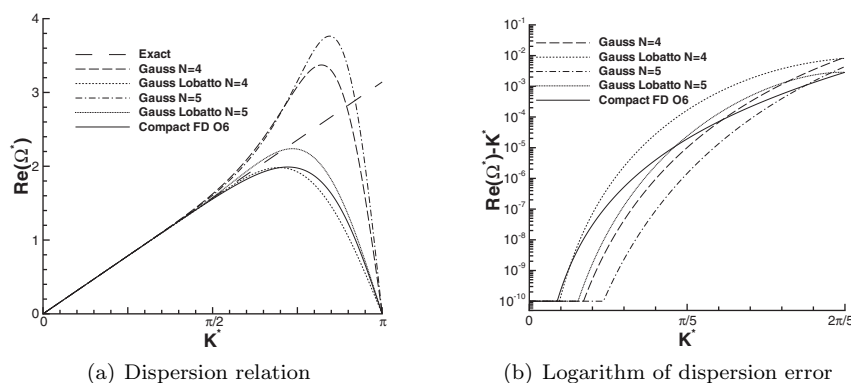 4
3
2
1
0
Re(Ω*)
Exact
Gauss N=4
Gauss Lobatto N=4
Gauss N=5
Gauss Lobatto N=5
Compact FD O6
0
π/2
π
K*
(a) Dispersion relation
10^-1
10^-2
10^-3
10^-4
10^-5
10^-6
10^-7
10^-8
10^-9
10^-10
Re(Ω*)-K*
Gauss N=4
Gauss Lobatto N=4
Gauss N=5
Gauss Lobatto N=5
Compact FD O6
0
π/5
2π/5
K*
(b) Logarithm of dispersion error